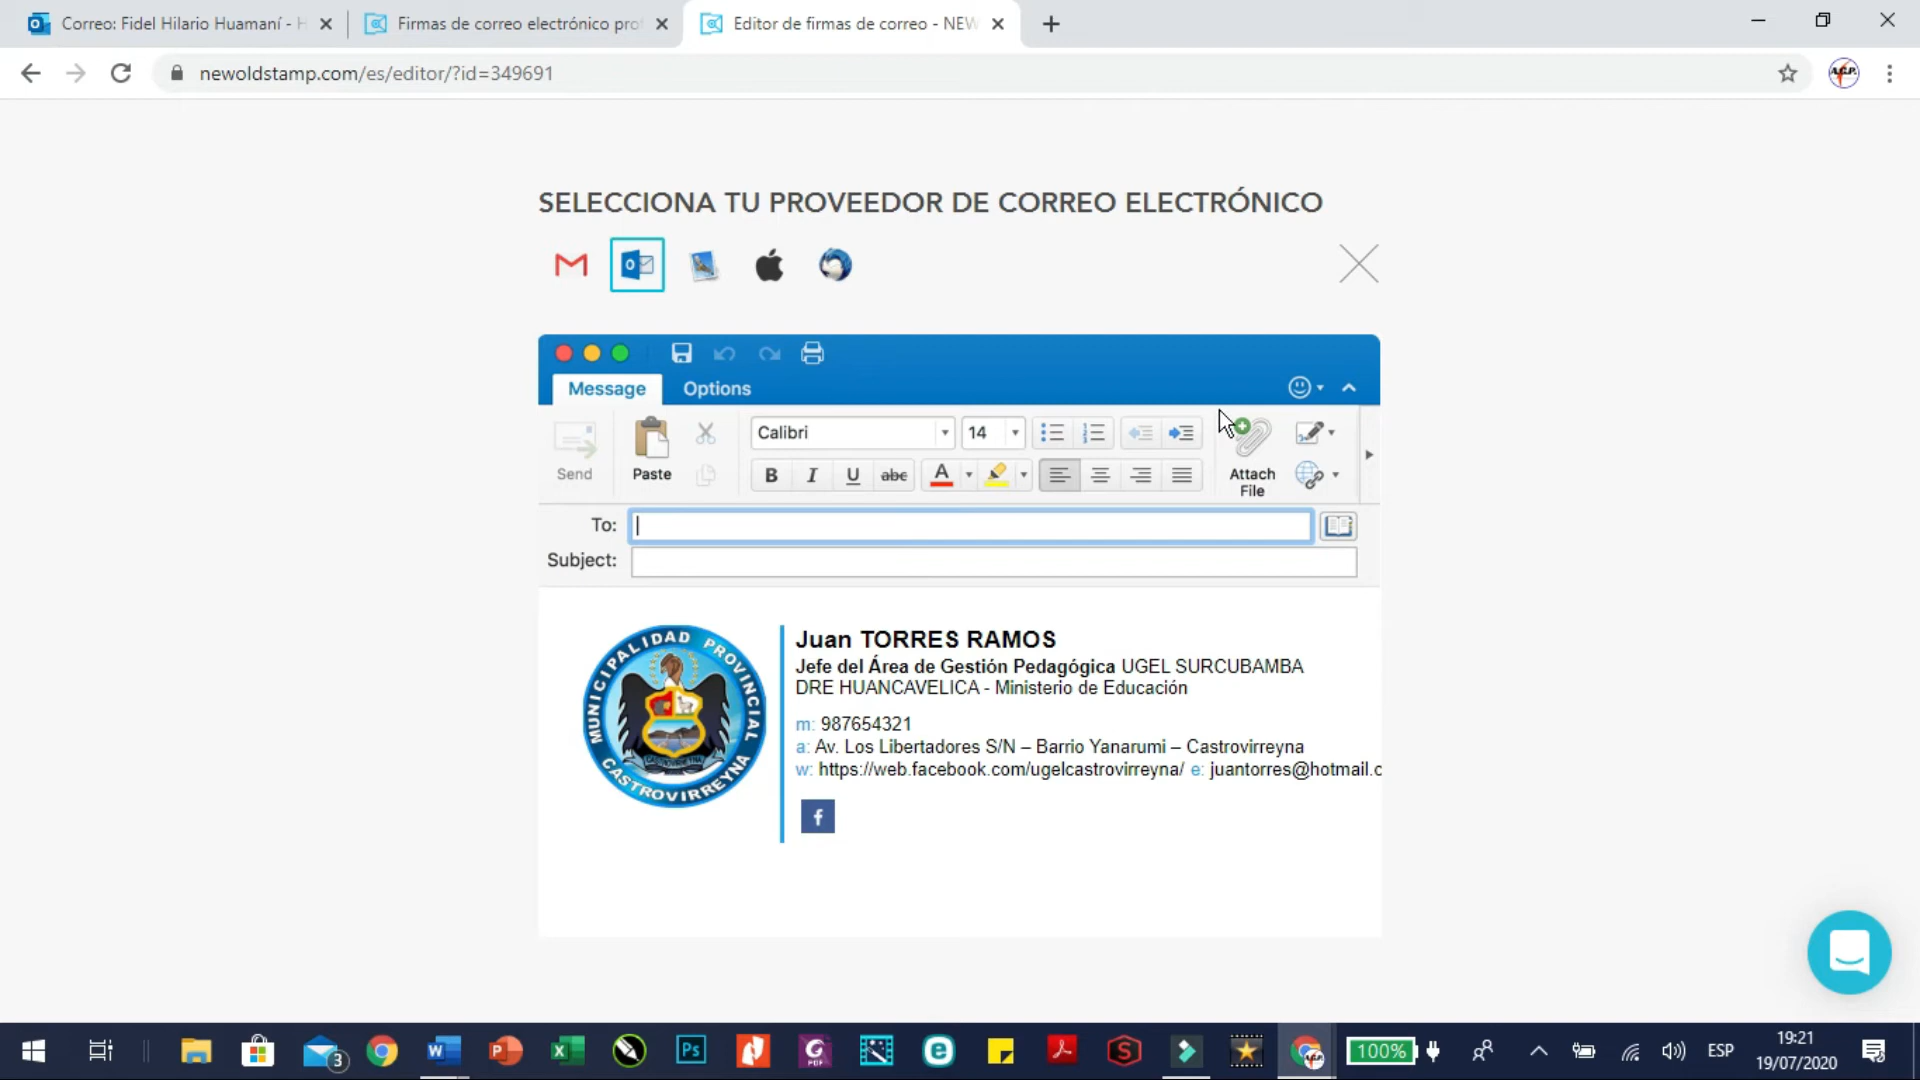 Correo: Fidel Hilario Huamaní - H
Firmas de correo electrónico pro
Editor de firmas de correo - NEW
newoldstamp.com/es/editor/?id=349691
A.G.P.
SELECCIONA TU PROVEEDOR DE CORREO ELECTRÓNICO
Message
Options
Send
Paste
Calibri
14
B I U abc A
Attach
File
To:
Subject:
MUNICIPALIDAD PROVINCIAL
CASTROVIRREYNA
Juan TORRES RAMOS
Jefe del Área de Gestión Pedagógica UGEL SURCUBAMBA
DRE HUANCAVELICA - Ministerio de Educación
m: 987654321
a: Av. Los Libertadores S/N – Barrio Yanarumi – Castrovirreyna
w: https://web.facebook.com/ugelcastrovirreyna/ e: juantorres@hotmail.c
f
3
Ps
100%
ESP
19:21
19/07/2020